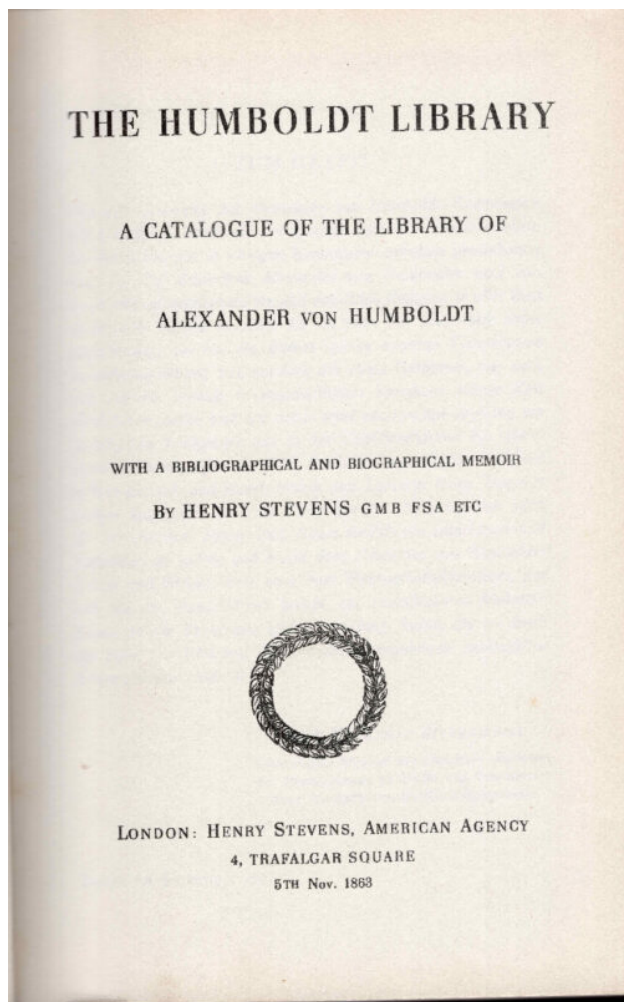 THE HUMBOLDT LIBRARY
A CATALOGUE OF THE LIBRARY OF
ALEXANDER VON HUMBOLDT
WITH A BIBLIOGRAPHICAL AND BIOGRAPHICAL MEMOIR
BY HENRY STEVENS GMB FSA ETC
LONDON: HENRY STEVENS, AMERICAN AGENCY
4, TRAFALGAR SQUARE
5TH Nov. 1863